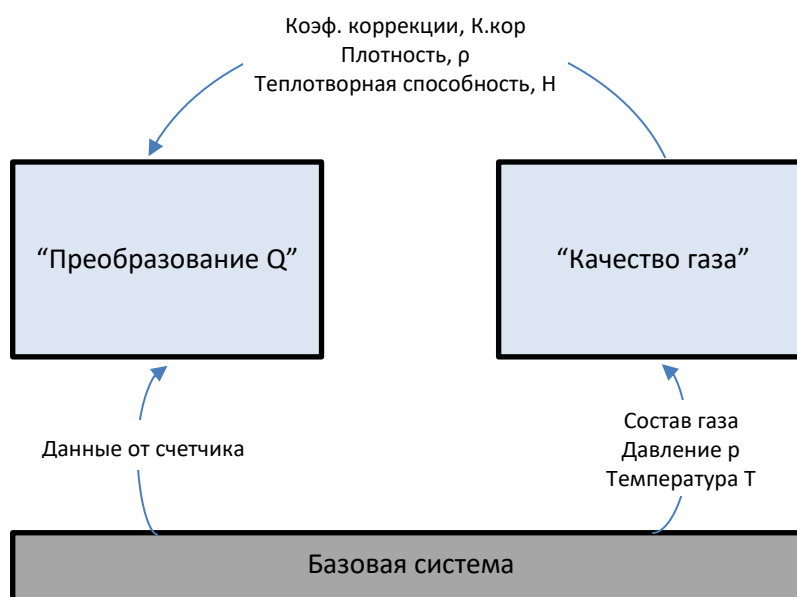 Коэф. коррекции, К.кор
Плотность, ρ
Теплотворная способность, Н
“Преобразование Q”
“Качество газа”
Данные от счетчика
Состав газа
Давление р
Температура Т
Базовая система